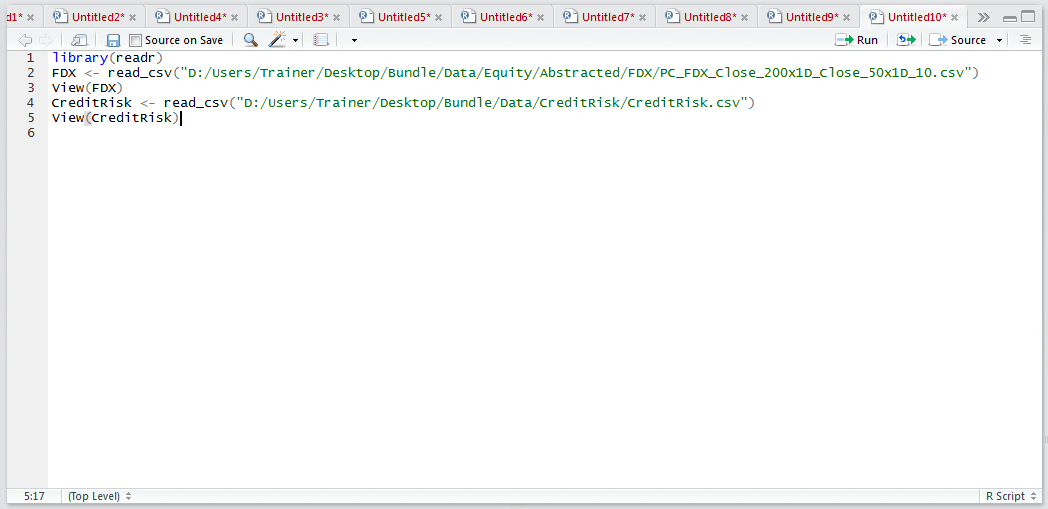 d1* Untitled2* Untitled4* Untitled3* Untitled5* Untitled6* Untitled7* Untitled8* Untitled9* Untitled10*
Source on Save Run Source
1 library(readr)
2 FDX <- read_csv("D:/Users/Trainer/Desktop/Bundle/Data/Equity/Abstracted/FDX/PC_FDX_Close_200x1D_Close_50x1D_10.csv")
3 View(FDX)
4 CreditRisk <- read_csv("D:/Users/Trainer/Desktop/Bundle/Data/CreditRisk/CreditRisk.csv")
5 View(CreditRisk)
6
5:17 (Top Level) R Script